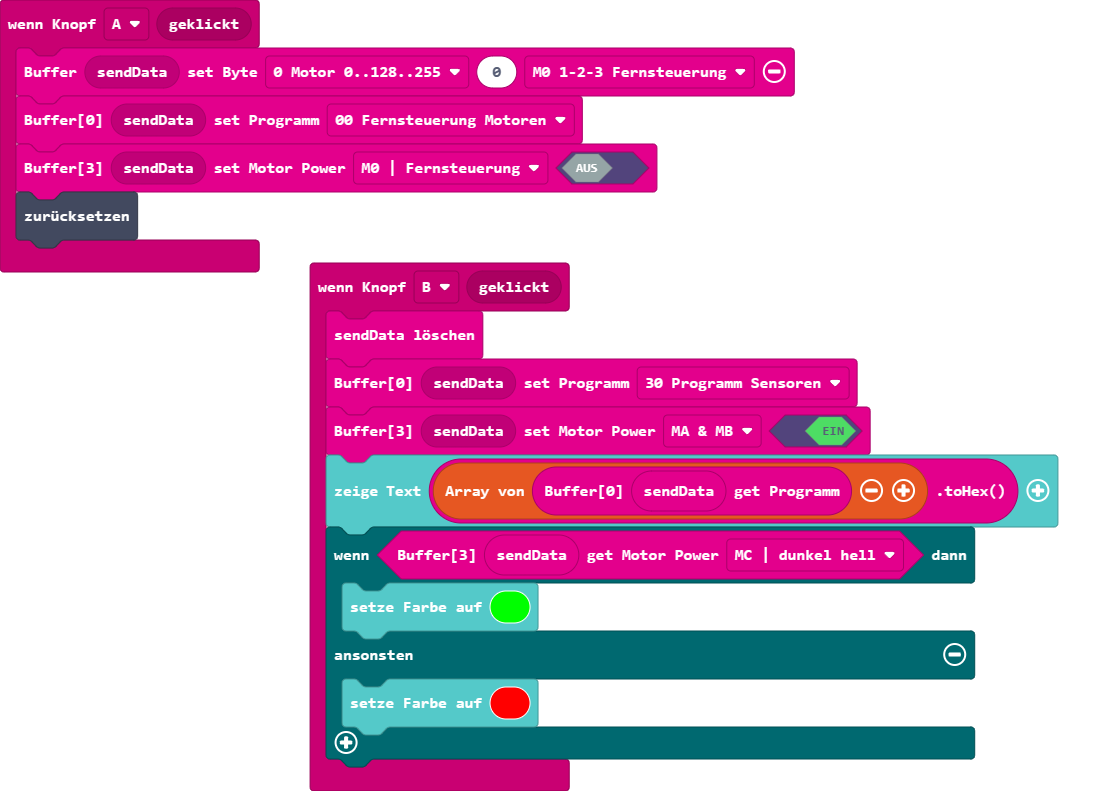 wenn Knopf A geklickt
Buffer sendData set Byte 0 Motor 0..128..255 0 M0 1-2-3 Fernsteuerung
Buffer[0] sendData set Programm 00 Fernsteuerung Motoren
Buffer[3] sendData set Motor Power M0 | Fernsteuerung AUS
zurücksetzen
wenn Knopf B geklickt
sendData löschen
Buffer[0] sendData set Programm 30 Programm Sensoren
Buffer[3] sendData set Motor Power MA & MB EIN
zeige Text Array von Buffer[0] sendData get Programm .toHex()
wenn Buffer[3] sendData get Motor Power MC | dunkel hell dann
setze Farbe auf
ansonsten
setze Farbe auf